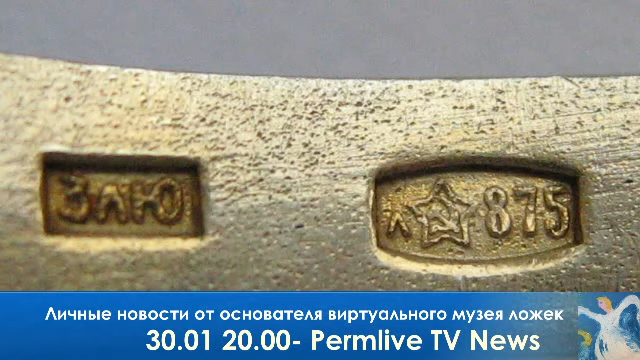 ЗЛЮ
л 875
Личные новости от основателя виртуального музея ложек
30.01 20.00- Permlive TV News